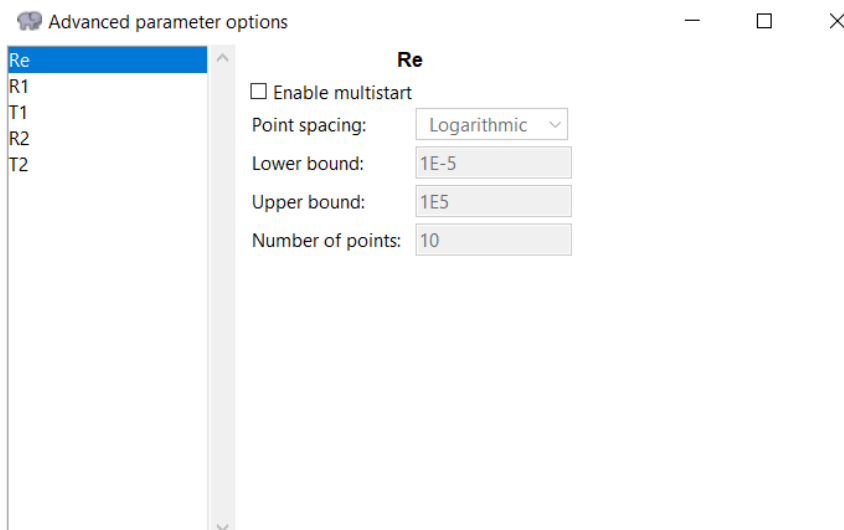 Advanced parameter options
Re
R1
T1
R2
T2
Re
Enable multistart
Point spacing: Logarithmic
Lower bound: 1E-5
Upper bound: 1E5
Number of points: 10